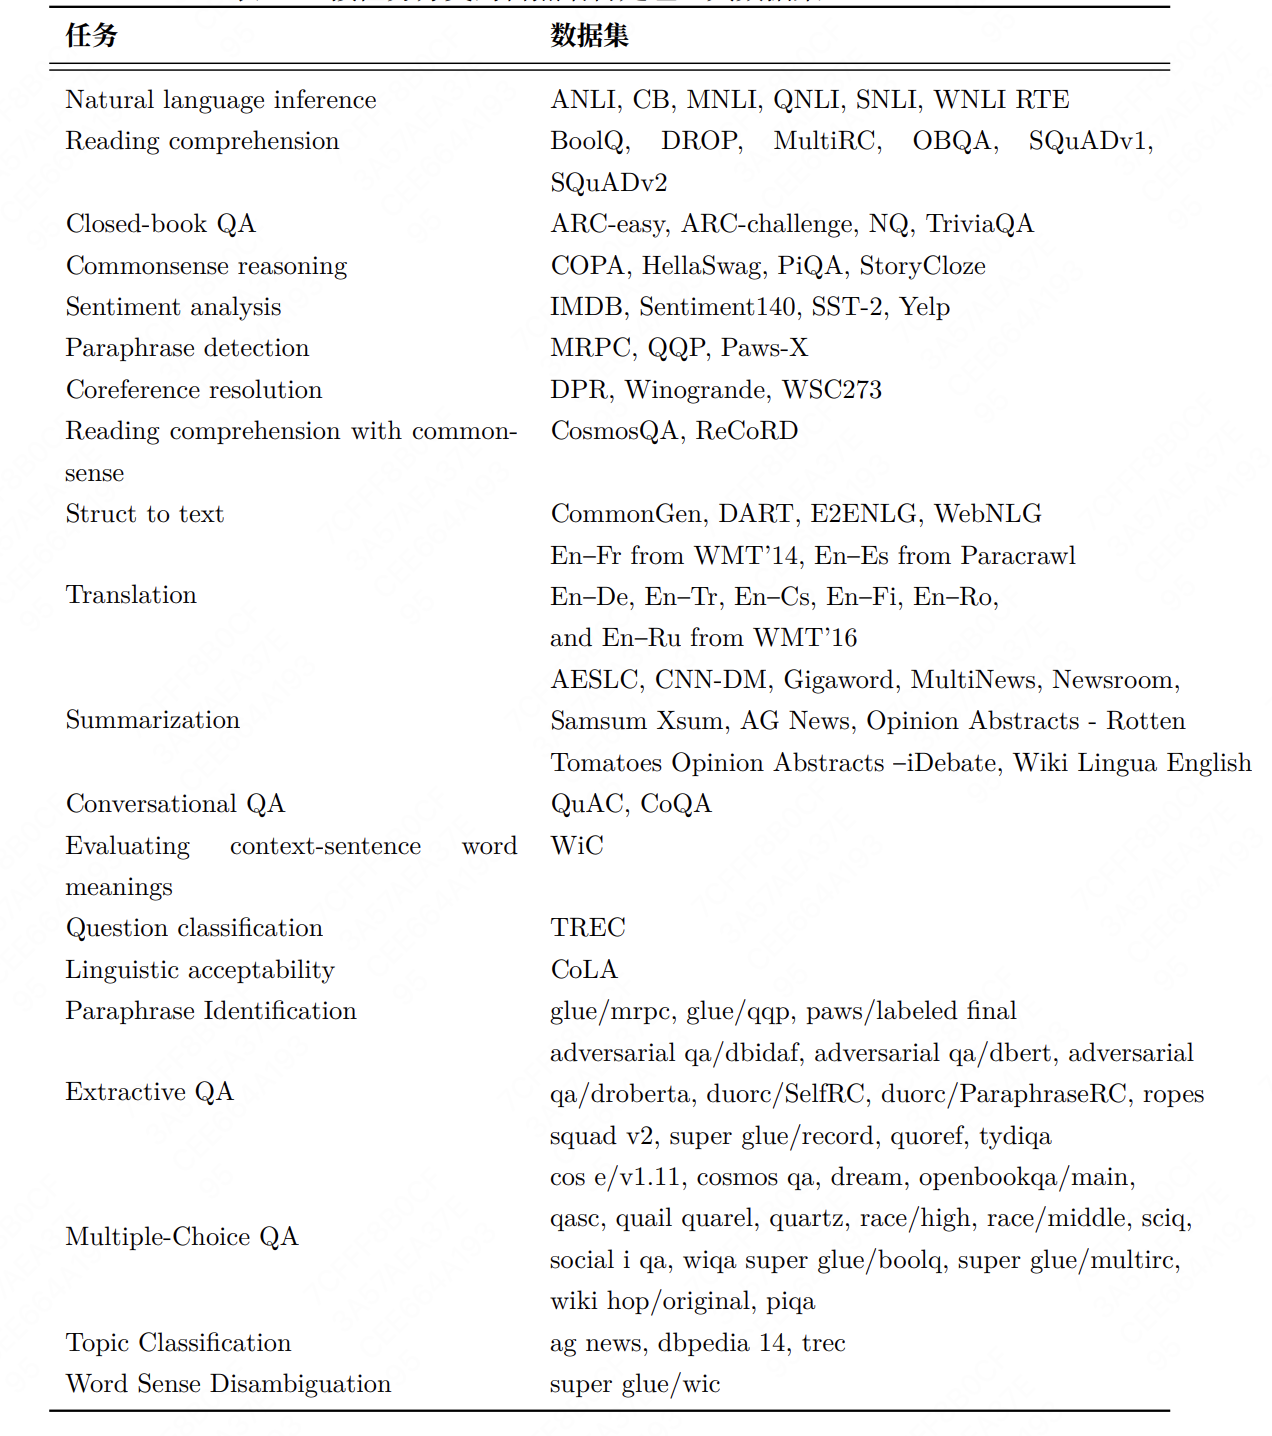 任务 数据集
Natural language inference ANLI, CB, MNLI, QNLI, SNLI, WNLI RTE
Reading comprehension BoolQ, DROP, MultiRC, OBQA, SQuADv1,
SQuADv2
Closed-book QA ARC-easy, ARC-challenge, NQ, TriviaQA
Commonsense reasoning COPA, HellaSwag, PiQA, StoryCloze
Sentiment analysis IMDB, Sentiment140, SST-2, Yelp
Paraphrase detection MRPC, QQP, Paws-X
Coreference resolution DPR, Winogrande, WSC273
Reading comprehension with common- CosmosQA, ReCoRD
sense
Struct to text CommonGen, DART, E2ENLG, WebNLG
En–Fr from WMT’14, En–Es from Paracrawl
Translation En–De, En–Tr, En–Cs, En–Fi, En–Ro,
and En–Ru from WMT’16
AESLC, CNN-DM, Gigaword, MultiNews, Newsroom,
Summarization Samsum Xsum, AG News, Opinion Abstracts - Rotten
Tomatoes Opinion Abstracts –iDebate, Wiki Lingua English
Conversational QA QuAC, CoQA
Evaluating context-sentence word WiC
meanings
Question classification TREC
Linguistic acceptability CoLA
Paraphrase Identification glue/mrpc, glue/qqp, paws/labeled final
adversarial qa/dbidaf, adversarial qa/dbert, adversarial
Extractive QA qa/droberta, duorc/SelfRC, duorc/ParaphraseRC, ropes
squad v2, super glue/record, quoref, tydiqa
cos e/v1.11, cosmos qa, dream, openbookqa/main,
Multiple-Choice QA qasc, quail quarel, quartz, race/high, race/middle, sciq,
social i qa, wiqa super glue/boolq, super glue/multirc,
wiki hop/original, piqa
Topic Classification ag news, dbpedia 14, trec
Word Sense Disambiguation super glue/wic